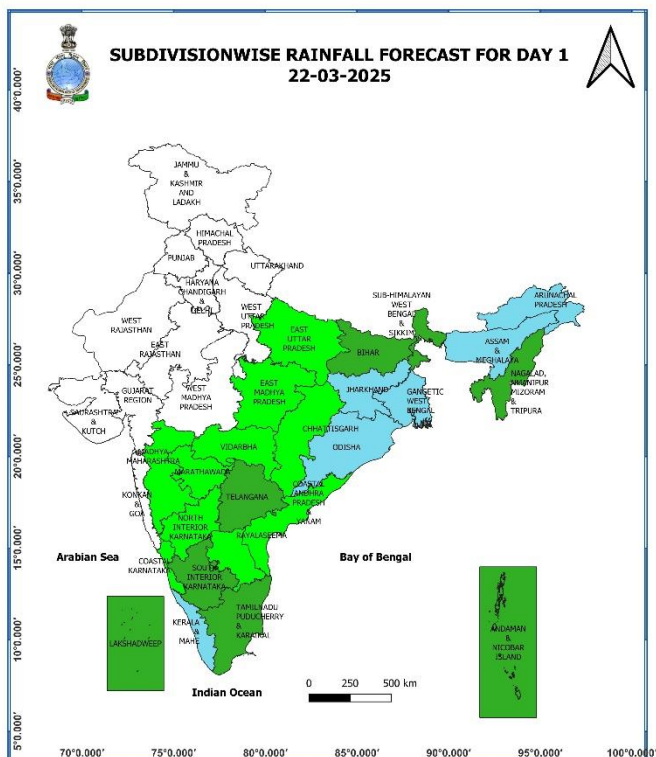 SUBDIVISIONWISE RAINFALL FORECAST FOR DAY 1
22-03-2025
40°0.000'
35°0.000'
30°0.000'
25°0.000'
20°0.000'
15°0.000'
10°0.000'
5°0.000'
JAMMU
&
KASHMIR
AND
LADAKH
HIMACHAL
PRADESH
PUNJAB
UTTARAKHAND
HARYANA
CHANDIGARH
&
DELHI
WEST
UTTAR
PRADESH
WEST
RAJASTHAN
EAST
RAJASTHAN
EAST
UTTAR
PRADESH
SUB-HIMALAYAN
WEST
BENGAL
&
SIKKIM
ARUNACHAL
PRADESH
ASSAM
&
MEGHALAYA
BIHAR
NAGALAD,
MANIPUR
MIZORAM
&
TRIPURA
GUJARAT
REGION
WEST
MADHYA
PRADESH
EAST
MADHYA
PRADESH
JHARKHAND
GANGETIC
WEST
BENGAL
SAURASHTRA
&
KUTCH
CHHATTISGARH
ODISHA
VIDARBHA
MADHYA
MAHARASHTRA
MARATHAWADA
KONKAN
&
GOA
TELANGANA
COASTAL
ANDHRA
PRADESH
&
YANAM
NORTH
INTERIOR
KARNATAKA
RAYALASEEMA
COASTAL
KARNATAKA
SOUTH
INTERIOR
KARNATAKA
Arabian Sea
Bay of Bengal
KERALA
&
MAHE
TAMILNADU
PUDUCHERRY
&
KARAIKAL
LAKSHADWEEP
ANDAMAN
&
NICOBAR
ISLAND
Indian Ocean
0 250 500 km
70°0.000' 75°0.000' 80°0.000' 85°0.000' 90°0.000' 95°0.000' 100°0.000'